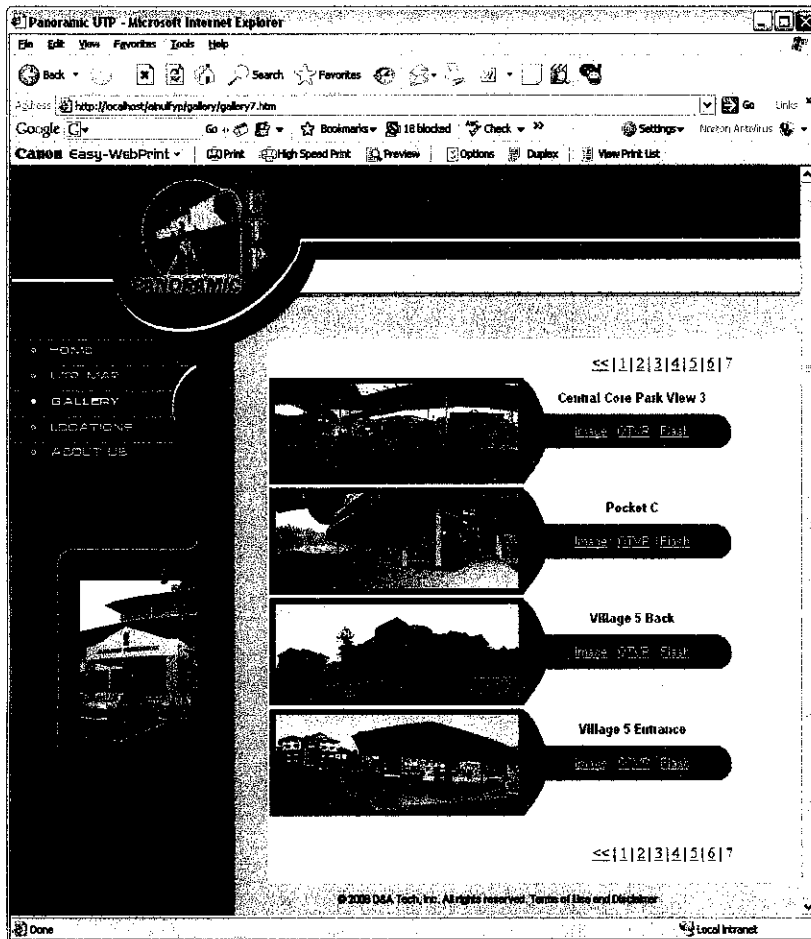 Panoramic UTP - Microsoft Internet Explorer
File Edit View Favorites Tools Help
Back Search Favorites
Address http://localhost/ainulfyp/gallery/gallery7.htm Go Links »
Google Go Bookmarks 18 blocked Check » Settings Norton AntiVirus
Canon Easy-WebPrint Print High Speed Print Preview Options Duplex View Print List
PANORAMIC
HOME
UTP MAP
GALLERY
LOCATIONS
ABOUT US
<<|1|2|3|4|5|6|7
Central Core Park View 3
Image QTVR Flash
Pocket C
Image QTVR Flash
Village 5 Back
Image QTVR Flash
Village 5 Entrance
Image QTVR Flash
<<|1|2|3|4|5|6|7
© 2003 D&A Tech, Inc. All rights reserved. Terms of Use and Disclaimer
Done Local intranet